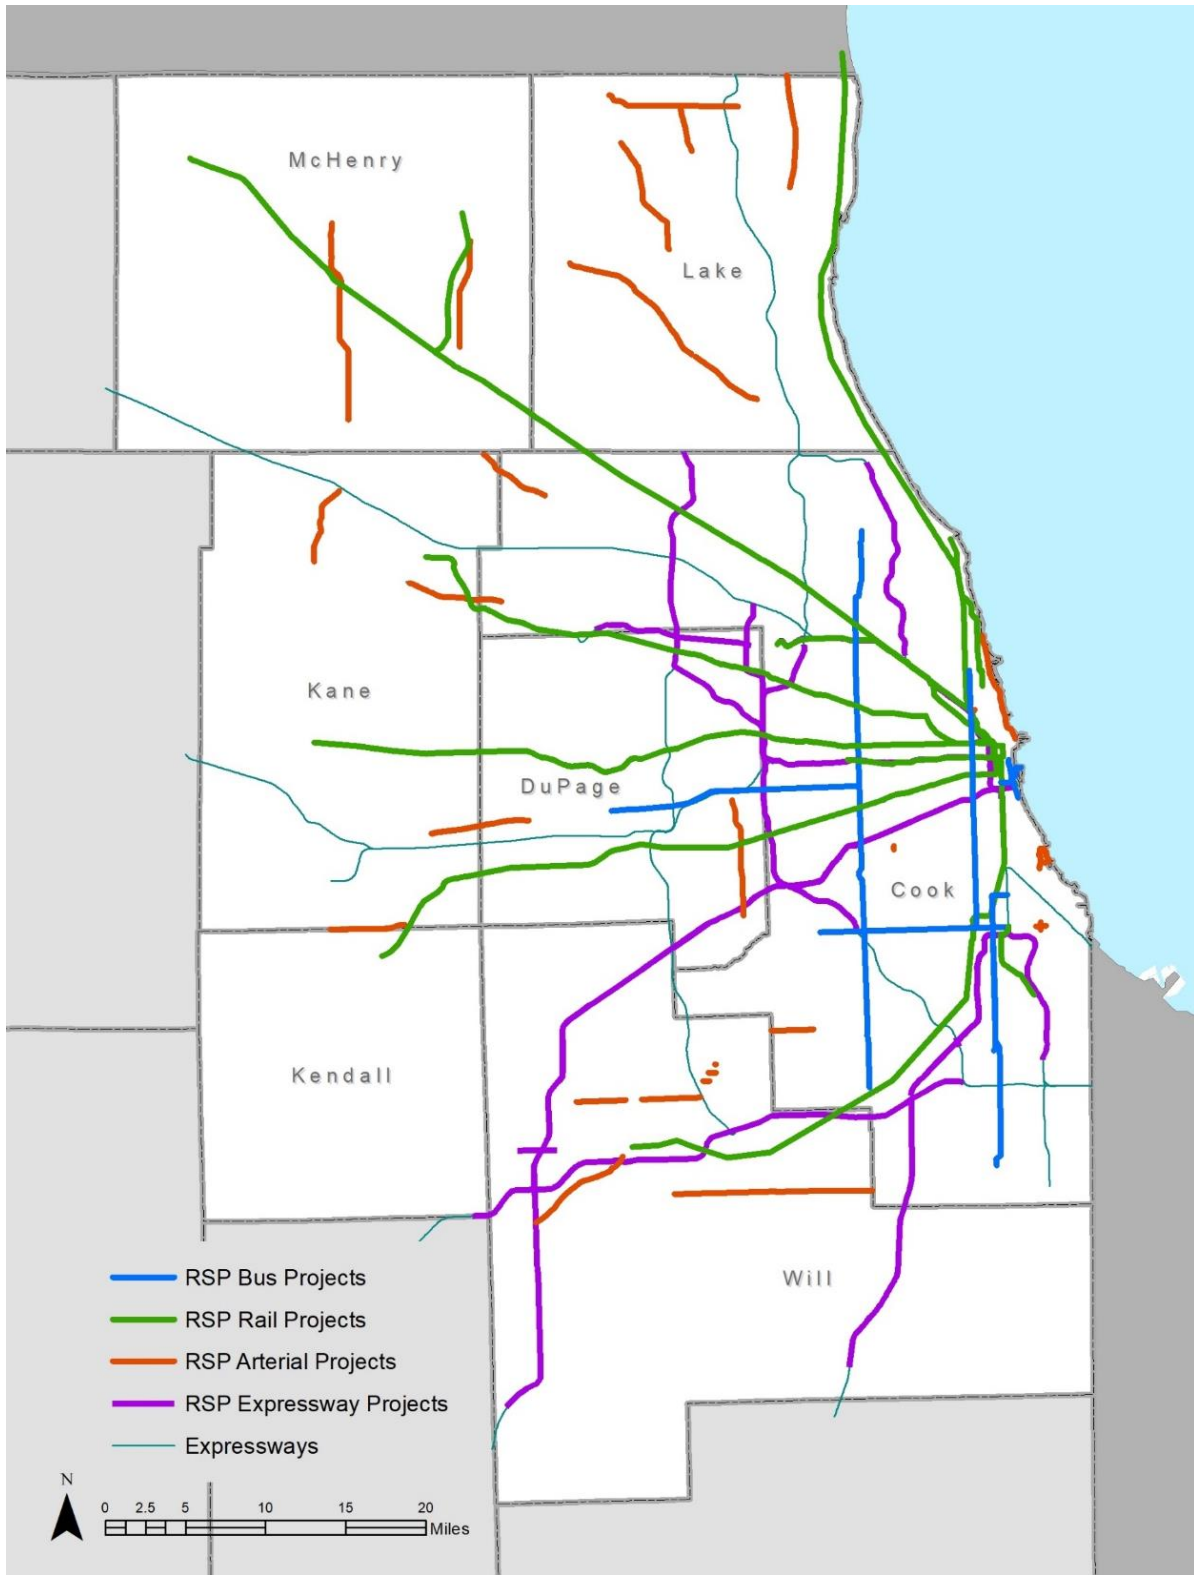 McHenry
Lake
Kane
DuPage
Cook
Kendall
Will
RSP Bus Projects
RSP Rail Projects
RSP Arterial Projects
RSP Expressway Projects
Expressways
N
0 2.5 5 10 15 20
Miles